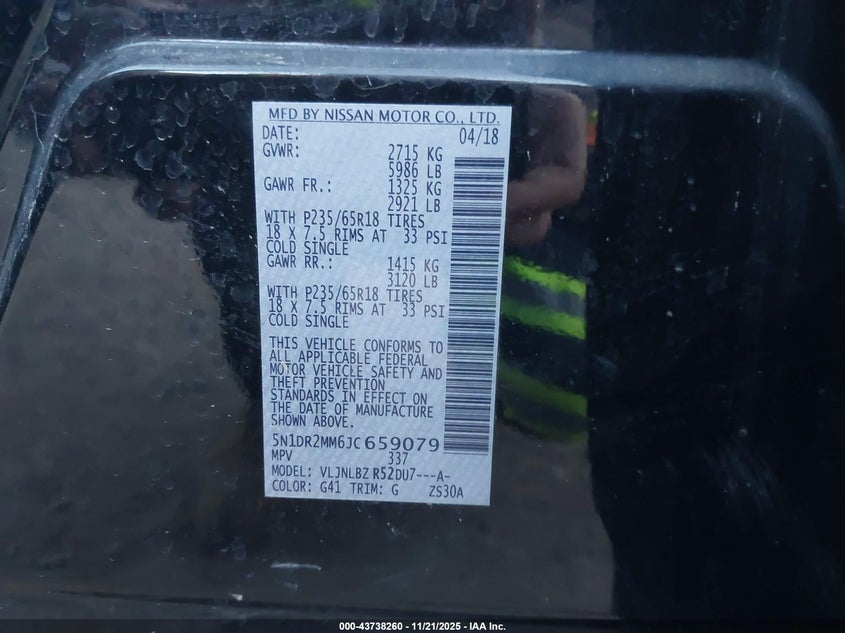 MFD BY NISSAN MOTOR CO., LTD.
DATE: 04/18
GVWR: 2715 KG
5986 LB
GAWR FR.: 1325 KG
2921 LB
WITH P235/65R18 TIRES
18 X 7.5 RIMS AT 33 PSI
COLD SINGLE
GAWR RR.: 1415 KG
3120 LB
WITH P235/65R18 TIRES
18 X 7.5 RIMS AT 33 PSI
COLD SINGLE
THIS VEHICLE CONFORMS TO
ALL APPLICABLE FEDERAL
MOTOR VEHICLE SAFETY AND
THEFT PREVENTION
STANDARDS IN EFFECT ON
THE DATE OF MANUFACTURE
SHOWN ABOVE.
5N1DR2MM6JC659079
MPV 337
MODEL: VLJNLBZ R52DU7---A-
COLOR: G41 TRIM: G ZS30A
000-43738260 - 11/21/2025 - IAA Inc.